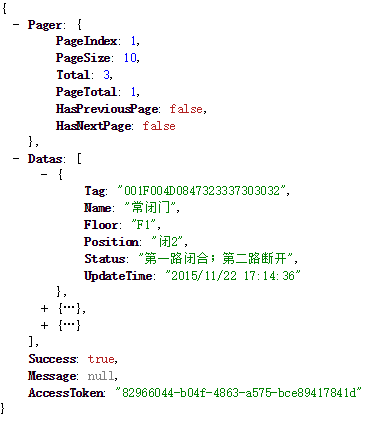 {
- Pager: {
PageIndex: 1,
PageSize: 10,
Total: 3,
PageTotal: 1,
HasPreviousPage: false,
HasNextPage: false
},
- Datas: [
- {
Tag: "001F004D0847323337303032",
Name: "常闭门",
Floor: "F1",
Position: "闭2",
Status: "第一路闭合；第二路断开",
UpdateTime: "2015/11/22 17:14:36"
},
+ {…},
+ {…}
],
Success: true,
Message: null,
AccessToken: "82966044-b04f-4863-a575-bce89417841d"
}